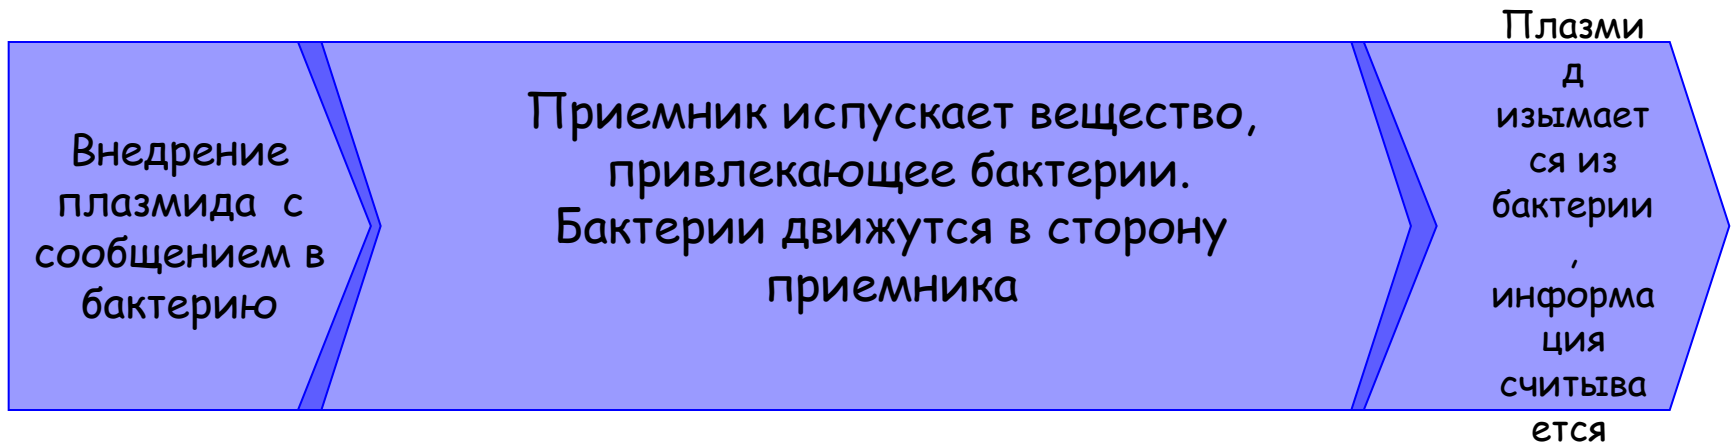 Внедрение
плазмида  с
сообщением в
бактерию
Приемник испускает вещество,
привлекающее бактерии.
Бактерии движутся в сторону
приемника
Плазми
д
изымает
ся из
бактерии
,
информа
ция
считыва
ется